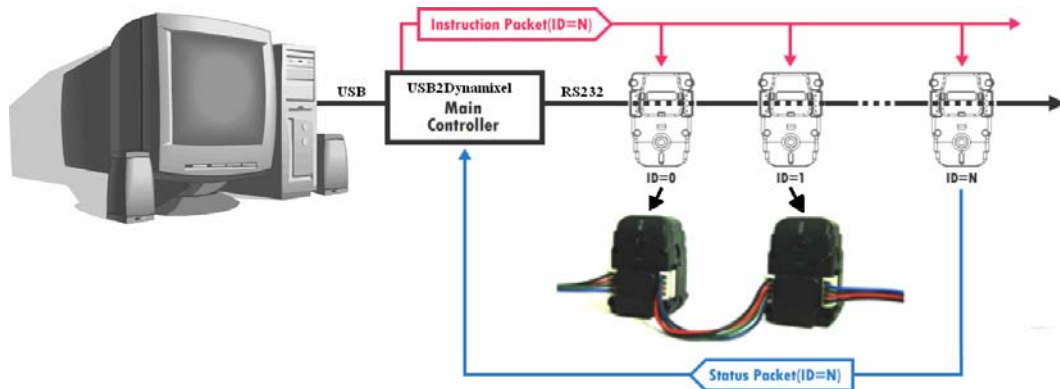 Instruction Packet(ID=N)
USB
USB2Dynamixel
Main
Controller
RS232
ID=0
ID=1
ID=N
Status Packet(ID=N)